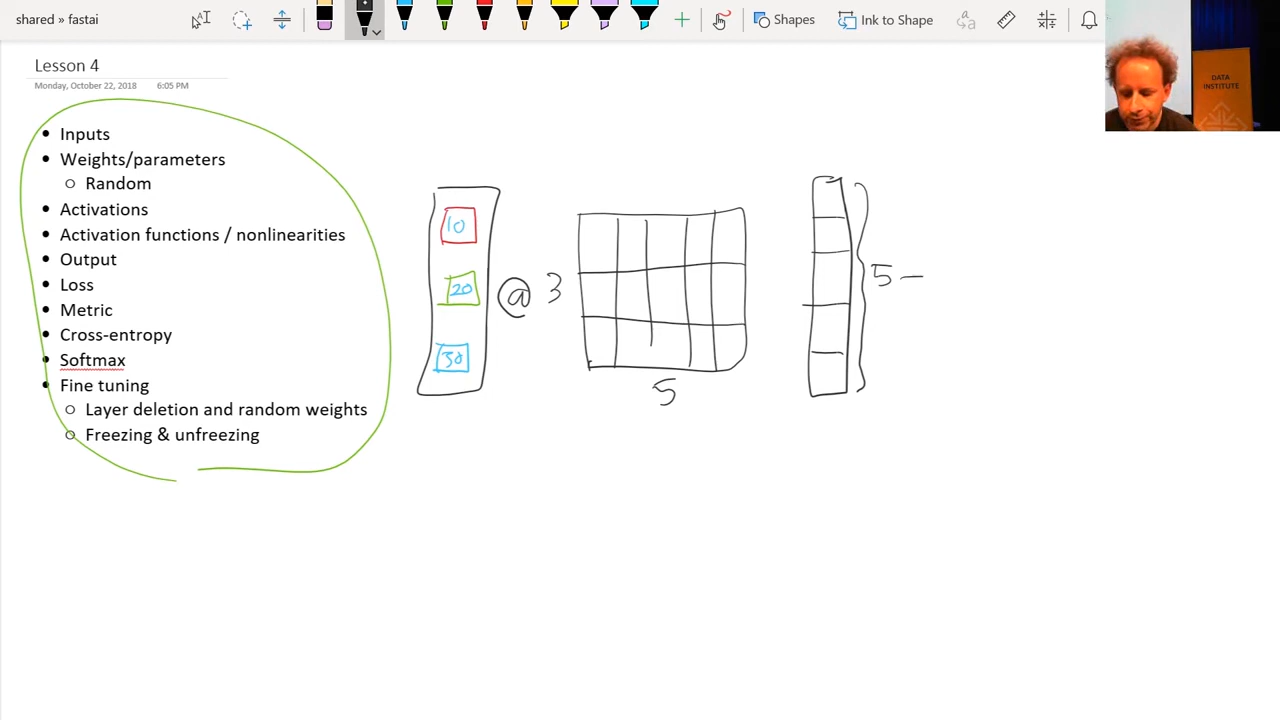 shared » fastai
Shapes
Ink to Shape
Lesson 4
Monday, October 22, 2018 6:05 PM
• Inputs
• Weights/parameters
○ Random
• Activations
• Activation functions / nonlinearities
• Output
• Loss
• Metric
• Cross-entropy
• Softmax
• Fine tuning
○ Layer deletion and random weights
○ Freezing & unfreezing
10
20
30
@ 3
5
5 –
DATA
INSTITUTE